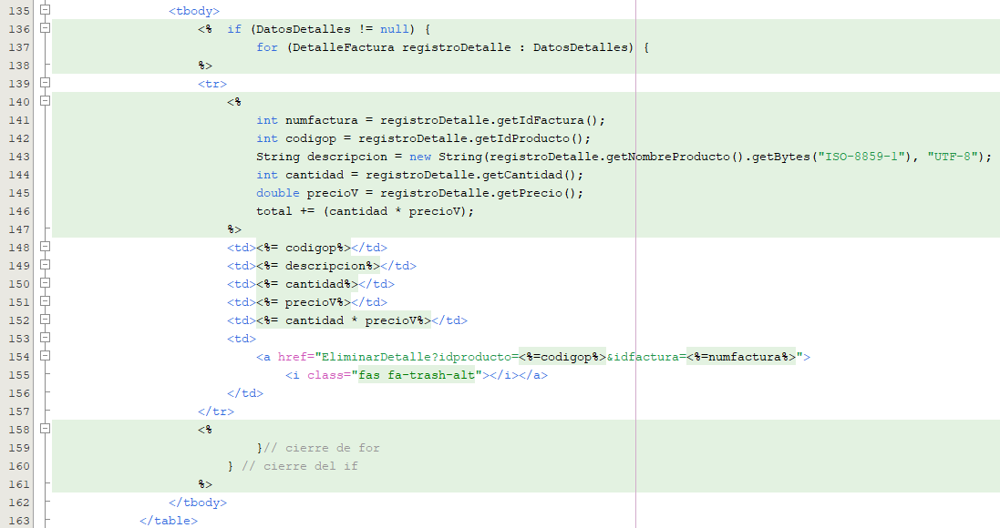 135 <tbody>
136 <% if (DatosDetalles != null) {
137 for (DetalleFactura registroDetalle : DatosDetalles) {
138 %>
139 <tr>
140 <%
141 int numfactura = registroDetalle.getIdFactura();
142 int codigop = registroDetalle.getIdProducto();
143 String descripcion = new String(registroDetalle.getNombreProducto().getBytes("ISO-8859-1"), "UTF-8");
144 int cantidad = registroDetalle.getCantidad();
145 double precioV = registroDetalle.getPrecio();
146 total += (cantidad * precioV);
147 %>
148 <td><%= codigop%></td>
149 <td><%= descripcion%></td>
150 <td><%= cantidad%></td>
151 <td><%= precioV%></td>
152 <td><%= cantidad * precioV%></td>
153 <td>
154 <a href="EliminarDetalle?idproducto=<%=codigop%>&idfactura=<%=numfactura%>">
155 <i class="fas fa-trash-alt"></i></a>
156 </td>
157 </tr>
158 <%
159 }// cierre de for
160 } // cierre del if
161 %>
162 </tbody>
163 </table>